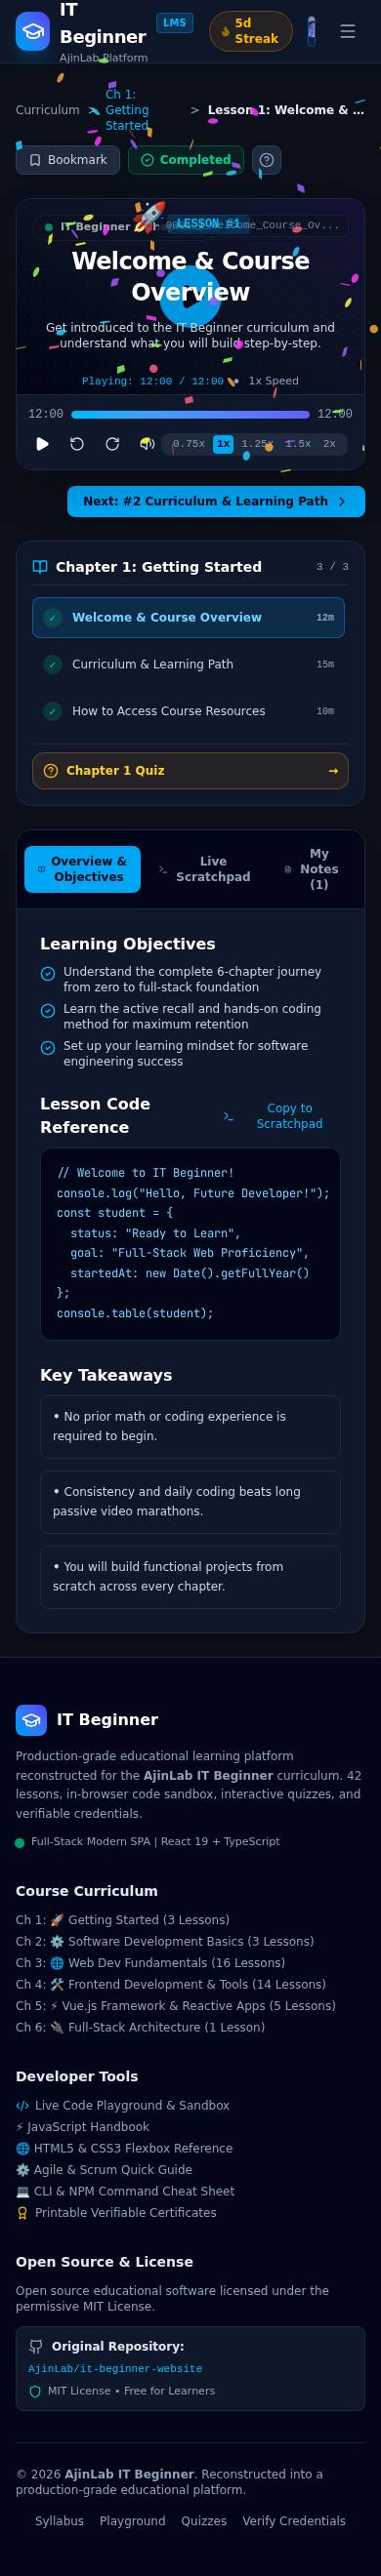 IT
Beginner
LMS
AjinLab Platform
5d
Streak
Curriculum
Ch 1:
Getting
Started
> Lesson 1: Welcome & ...
Bookmark
Completed
IT Beginner
LESSON #1
Welcome & Course
Overview
Get introduced to the IT Beginner curriculum and
understand what you will build step-by-step.
Playing: 12:00 / 12:00 • 1x Speed
12:00
12:00
0.75x 1x 1.25x 1.5x 2x
Next: #2 Curriculum & Learning Path
Chapter 1: Getting Started 3 / 3
✓ Welcome & Course Overview 12m
✓ Curriculum & Learning Path 15m
✓ How to Access Course Resources 10m
Chapter 1 Quiz →
Overview &
Objectives
Live
Scratchpad
My
Notes
(1)
Learning Objectives
Understand the complete 6-chapter journey
from zero to full-stack foundation
Learn the active recall and hands-on coding
method for maximum retention
Set up your learning mindset for software
engineering success
Lesson Code
Reference
Copy to
Scratchpad
// Welcome to IT Beginner!
console.log("Hello, Future Developer!");
const student = {
  status: "Ready to Learn",
  goal: "Full-Stack Web Proficiency",
  startedAt: new Date().getFullYear()
};
console.table(student);
Key Takeaways
• No prior math or coding experience is
required to begin.
• Consistency and daily coding beats long
passive video marathons.
• You will build functional projects from
scratch across every chapter.
IT Beginner
Production-grade educational learning platform
reconstructed for the AjinLab IT Beginner curriculum. 42
lessons, in-browser code sandbox, interactive quizzes, and
verifiable credentials.
Full-Stack Modern SPA | React 19 + TypeScript
Course Curriculum
Ch 1: 🚀 Getting Started (3 Lessons)
Ch 2: ⚙️ Software Development Basics (3 Lessons)
Ch 3: 🌐 Web Dev Fundamentals (16 Lessons)
Ch 4: 🛠️ Frontend Development & Tools (14 Lessons)
Ch 5: ⚡ Vue.js Framework & Reactive Apps (5 Lessons)
Ch 6: 🔌 Full-Stack Architecture (1 Lesson)
Developer Tools
Live Code Playground & Sandbox
⚡ JavaScript Handbook
🌐 HTML5 & CSS3 Flexbox Reference
⚙️ Agile & Scrum Quick Guide
💻 CLI & NPM Command Cheat Sheet
Printable Verifiable Certificates
Open Source & License
Open source educational software licensed under the
permissive MIT License.
Original Repository:
AjinLab/it-beginner-website
MIT License • Free for Learners
© 2026 AjinLab IT Beginner. Reconstructed into a
production-grade educational platform.
Syllabus Playground Quizzes Verify Credentials